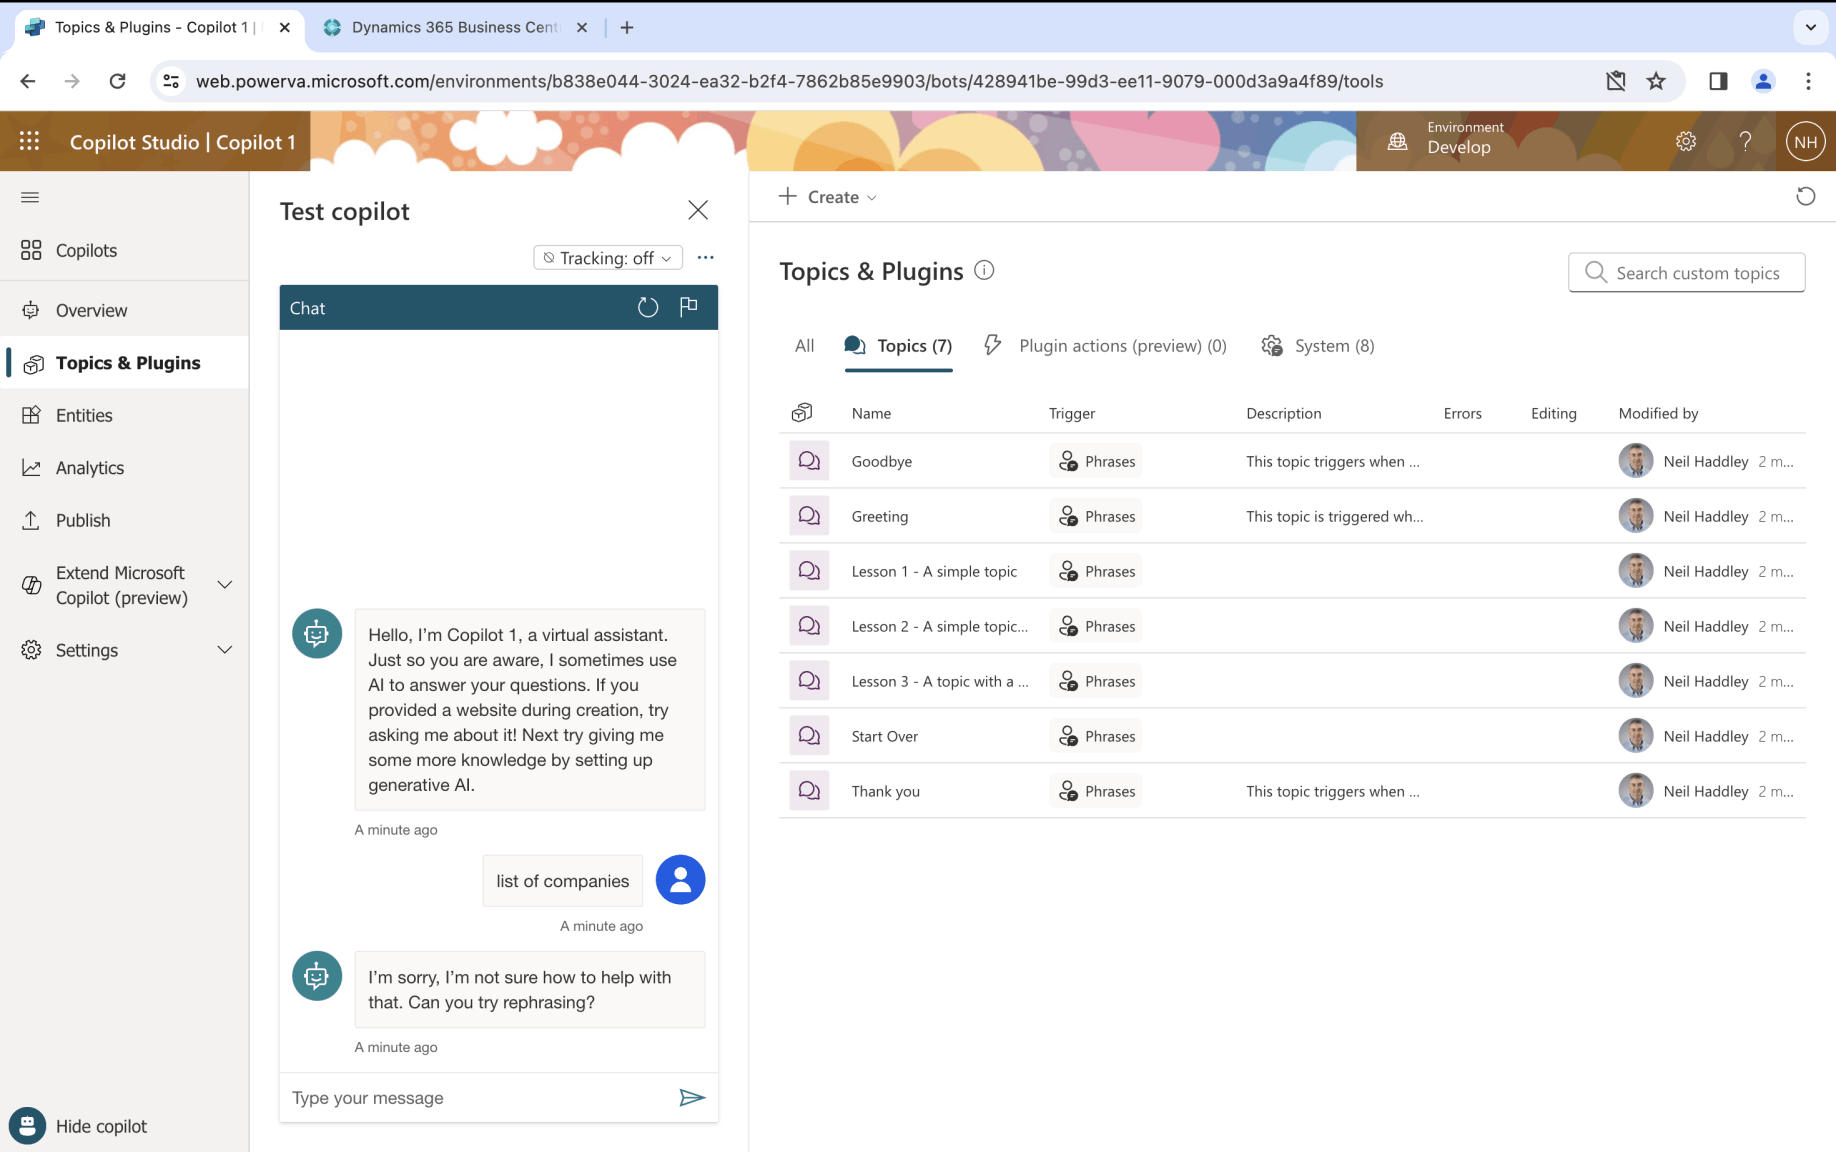 Topics & Plugins - Copilot 1 |
Dynamics 365 Business Cent
web.powerva.microsoft.com/environments/b838e044-3024-ea32-b2f4-7862b85e9903/bots/428941be-99d3-ee11-9079-000d3a9a4f89/tools
Copilot Studio | Copilot 1
Environment
Develop
?
NH
Copilots
Overview
Topics & Plugins
Entities
Analytics
Publish
Extend Microsoft
Copilot (preview)
Settings
Hide copilot
Test copilot
Tracking: off
Chat
Hello, I'm Copilot 1, a virtual assistant.
Just so you are aware, I sometimes use
AI to answer your questions. If you
provided a website during creation, try
asking me about it! Next try giving me
some more knowledge by setting up
generative AI.
A minute ago
list of companies
A minute ago
I'm sorry, I'm not sure how to help with
that. Can you try rephrasing?
A minute ago
Type your message
Create
Topics & Plugins
Search custom topics
All Topics (7) Plugin actions (preview) (0) System (8)
Name Trigger Description Errors Editing Modified by
Goodbye Phrases This topic triggers when ... Neil Haddley 2 m...
Greeting Phrases This topic is triggered wh... Neil Haddley 2 m...
Lesson 1 - A simple topic Phrases Neil Haddley 2 m...
Lesson 2 - A simple topic... Phrases Neil Haddley 2 m...
Lesson 3 - A topic with a ... Phrases Neil Haddley 2 m...
Start Over Phrases Neil Haddley 2 m...
Thank you Phrases This topic triggers when ... Neil Haddley 2 m...